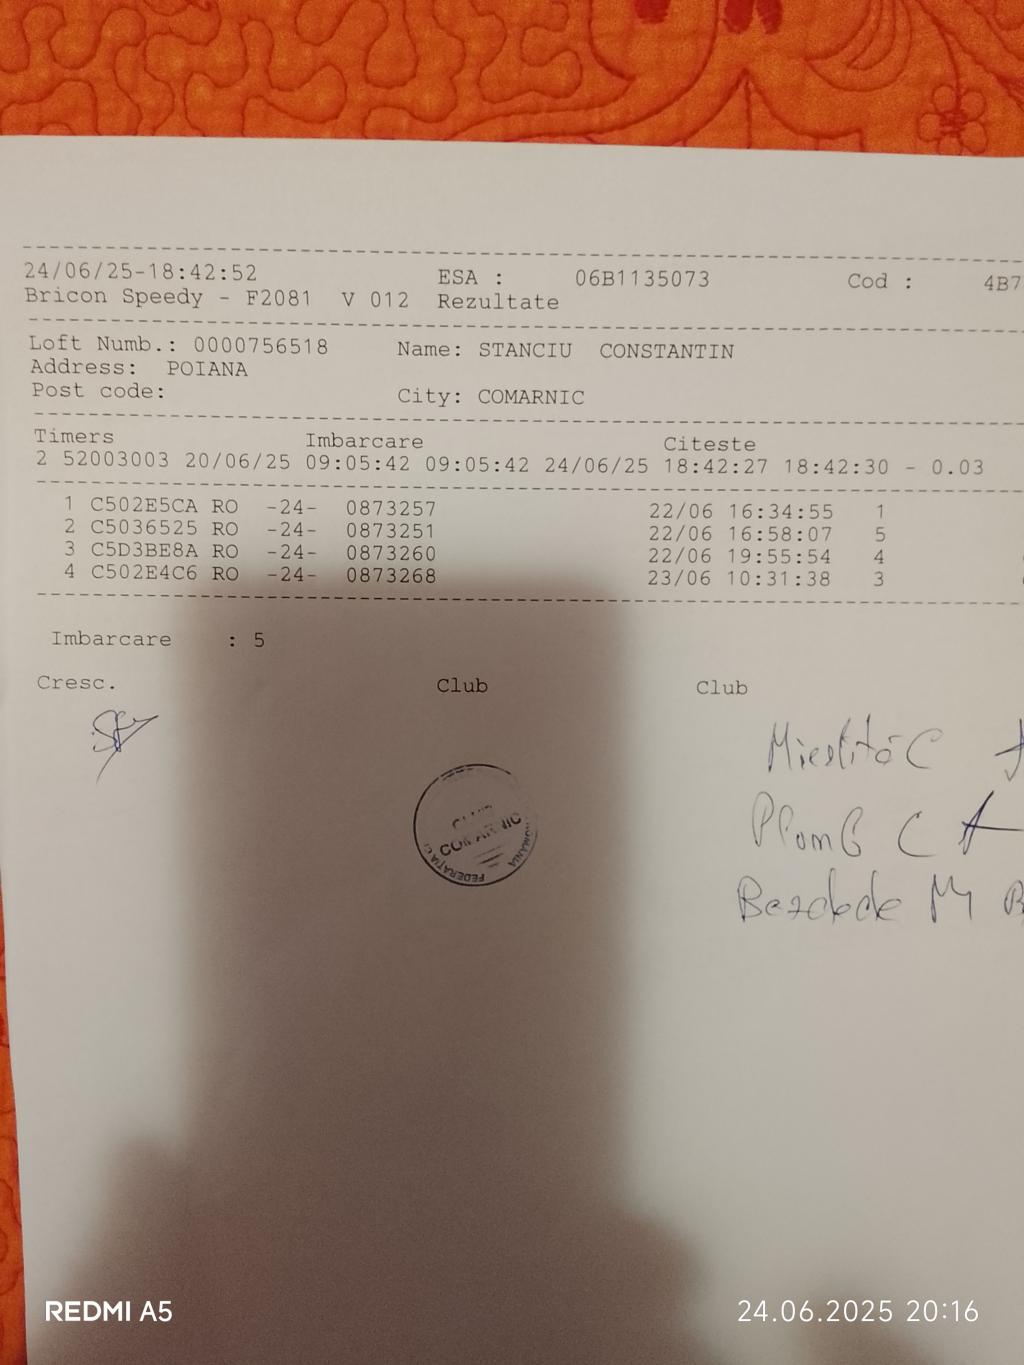 24/06/25-18:42:52 ESA : 06B1135073 Cod : 4B7
Bricon Speedy - F2081 V 012 Rezultate
Loft Numb.: 0000756518 Name: STANCIU CONSTANTIN
Address: POIANA
Post code: City: COMARNIC
Timers Imbarcare Citeste
2 52003003 20/06/25 09:05:42 09:05:42 24/06/25 18:42:27 18:42:30 - 0.03
1 C502E5CA RO -24- 0873257 22/06 16:34:55 1
2 C5036525 RO -24- 0873251 22/06 16:58:07 5
3 C5D3BE8A RO -24- 0873260 22/06 19:55:54 4
4 C502E4C6 RO -24- 0873268 23/06 10:31:38 3
Imbarcare : 5
Cresc. Club Club
C
Plomb C
M
COMARNIC
FEDERAȚIA
ROMANIA
REDMI A5 24.06.2025 20:16